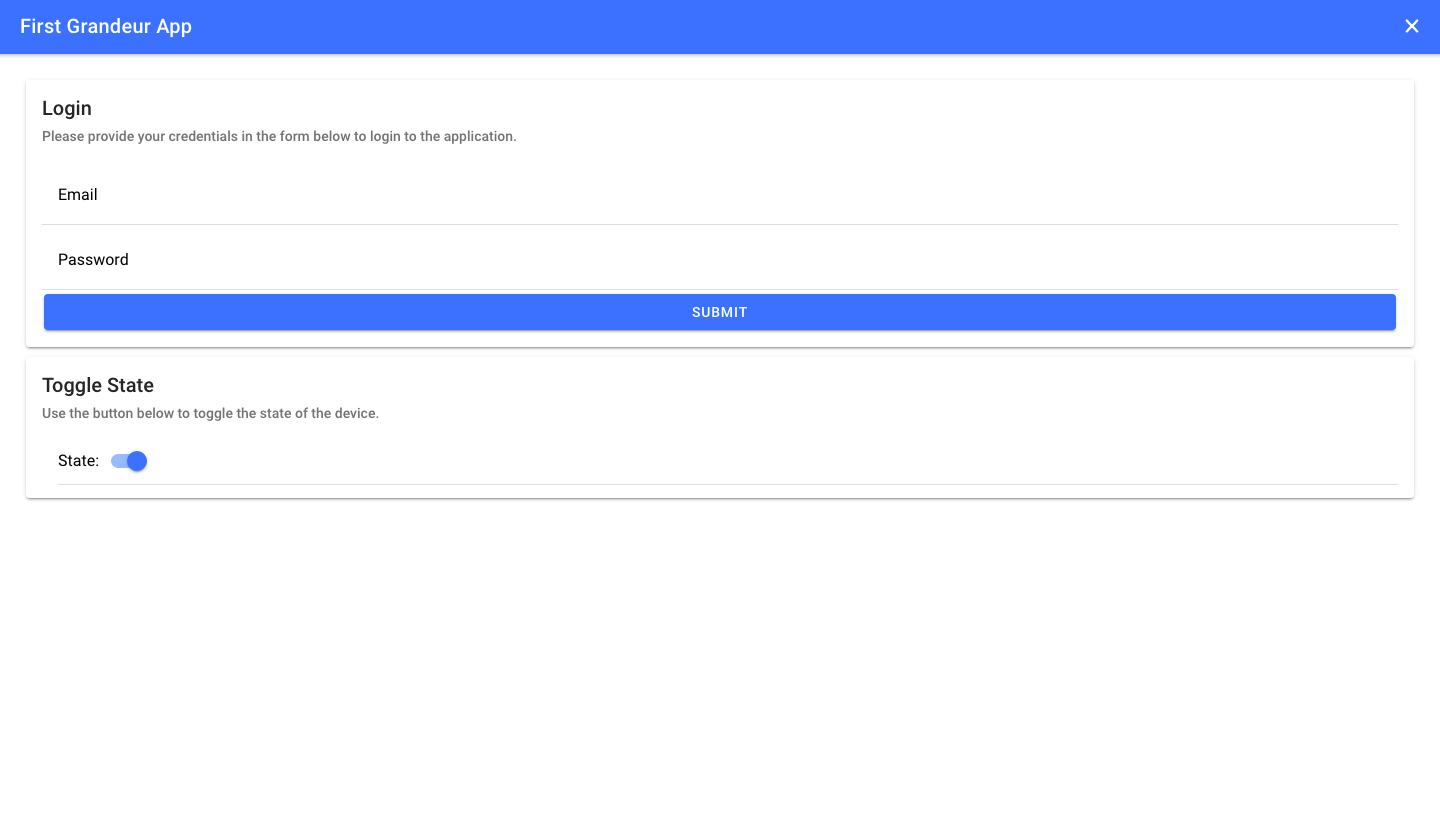 First Grandeur App
Login
Please provide your credentials in the form below to login to the application.
Email
Password
SUBMIT
Toggle State
Use the button below to toggle the state of the device.
State: